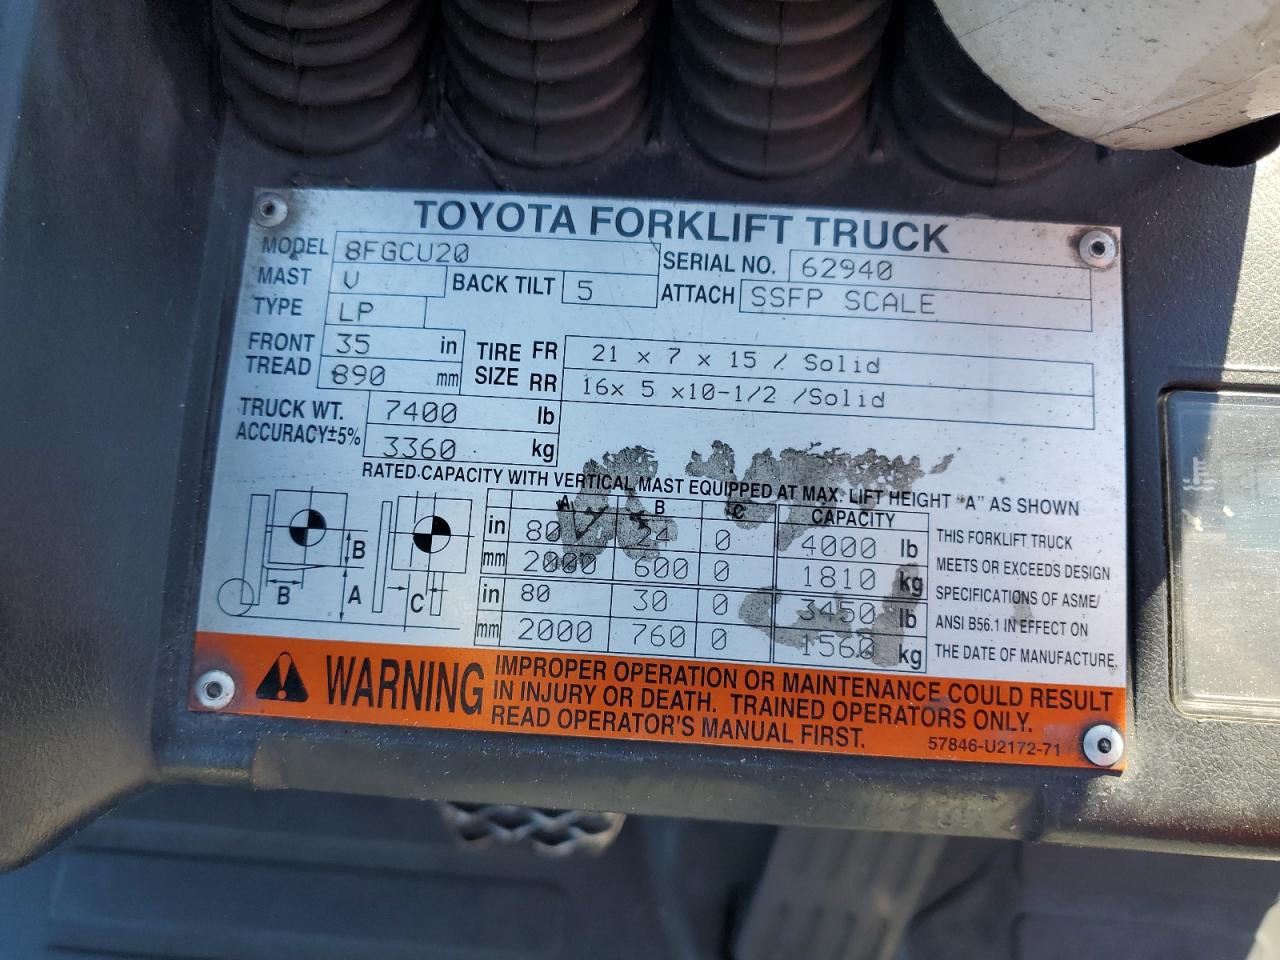 TOYOTA FORKLIFT TRUCK
MODEL 8FGCU20 SERIAL NO. 62940
MAST V BACK TILT 5 ATTACH SSFP SCALE
TYPE LP
FRONT TREAD 35 in TIRE SIZE FR 21 x 7 x 15 / Solid
890 mm RR 16x 5 x10-1/2 /Solid
TRUCK WT. 7400 lb
ACCURACY±5% 3360 kg
RATED CAPACITY WITH VERTICAL MAST EQUIPPED AT MAX. LIFT HEIGHT "A" AS SHOWN
A B C CAPACITY
in 80 24 0 4000 lb
mm 2000 600 0 1810 kg
in 80 30 0 3450 lb
mm 2000 760 0 1560 kg
B B A C
THIS FORKLIFT TRUCK
MEETS OR EXCEEDS DESIGN
SPECIFICATIONS OF ASME/
ANSI B56.1 IN EFFECT ON
THE DATE OF MANUFACTURE.
WARNING
IMPROPER OPERATION OR MAINTENANCE COULD RESULT
IN INJURY OR DEATH. TRAINED OPERATORS ONLY.
READ OPERATOR'S MANUAL FIRST.
57846-U2172-71